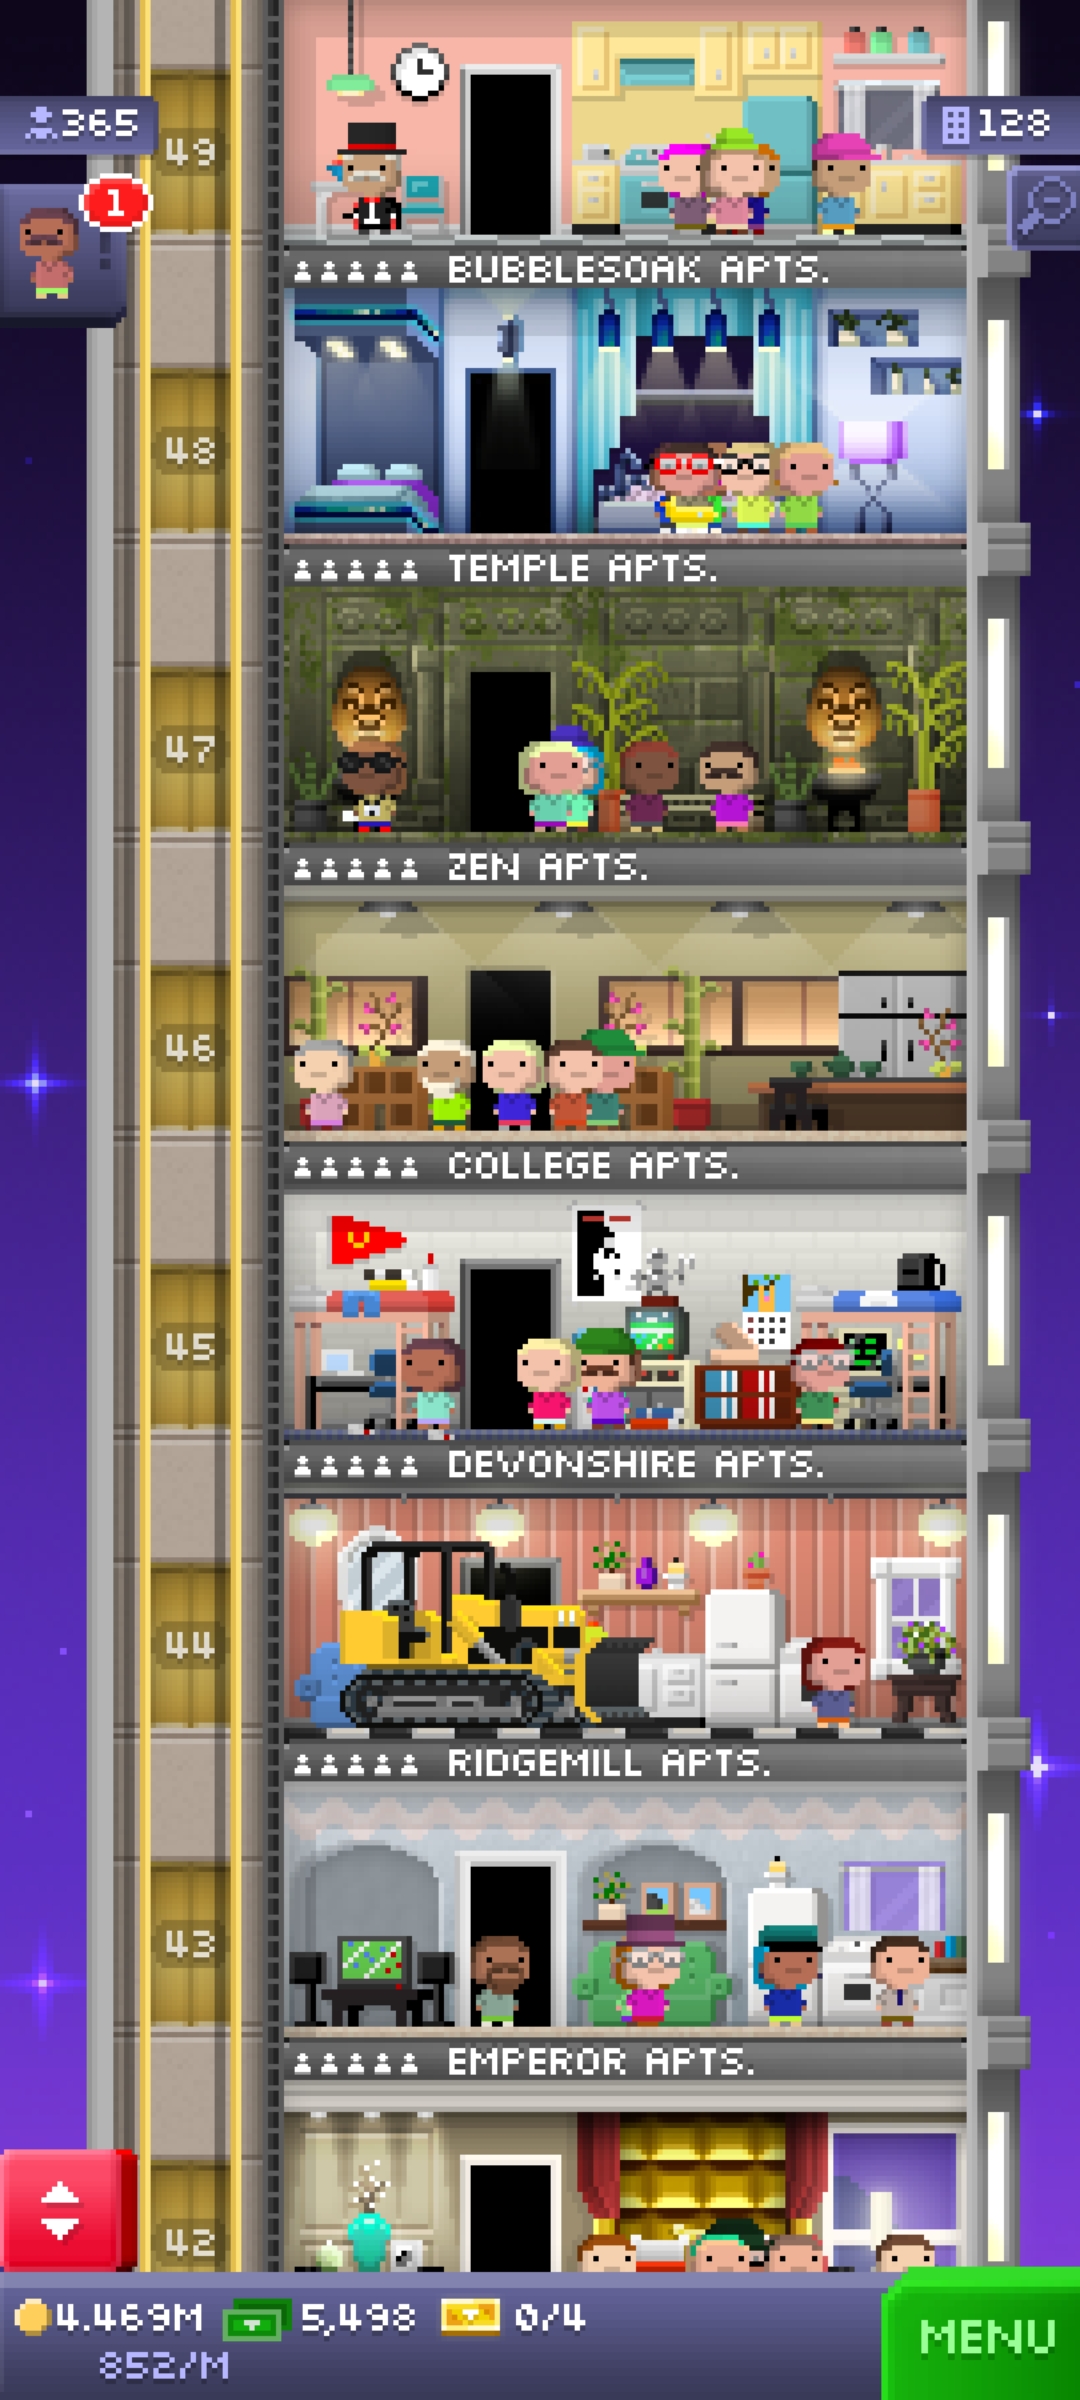 49
365
128
1
1
BUBBLESOAK APTS.
48
TEMPLE APTS.
47
ZEN APTS.
46
COLLEGE APTS.
45
DEVONSHIRE APTS.
44
RIDGEMILL APTS.
43
EMPEROR APTS.
42
4.469M 5,498 0/4
852/M
MENU